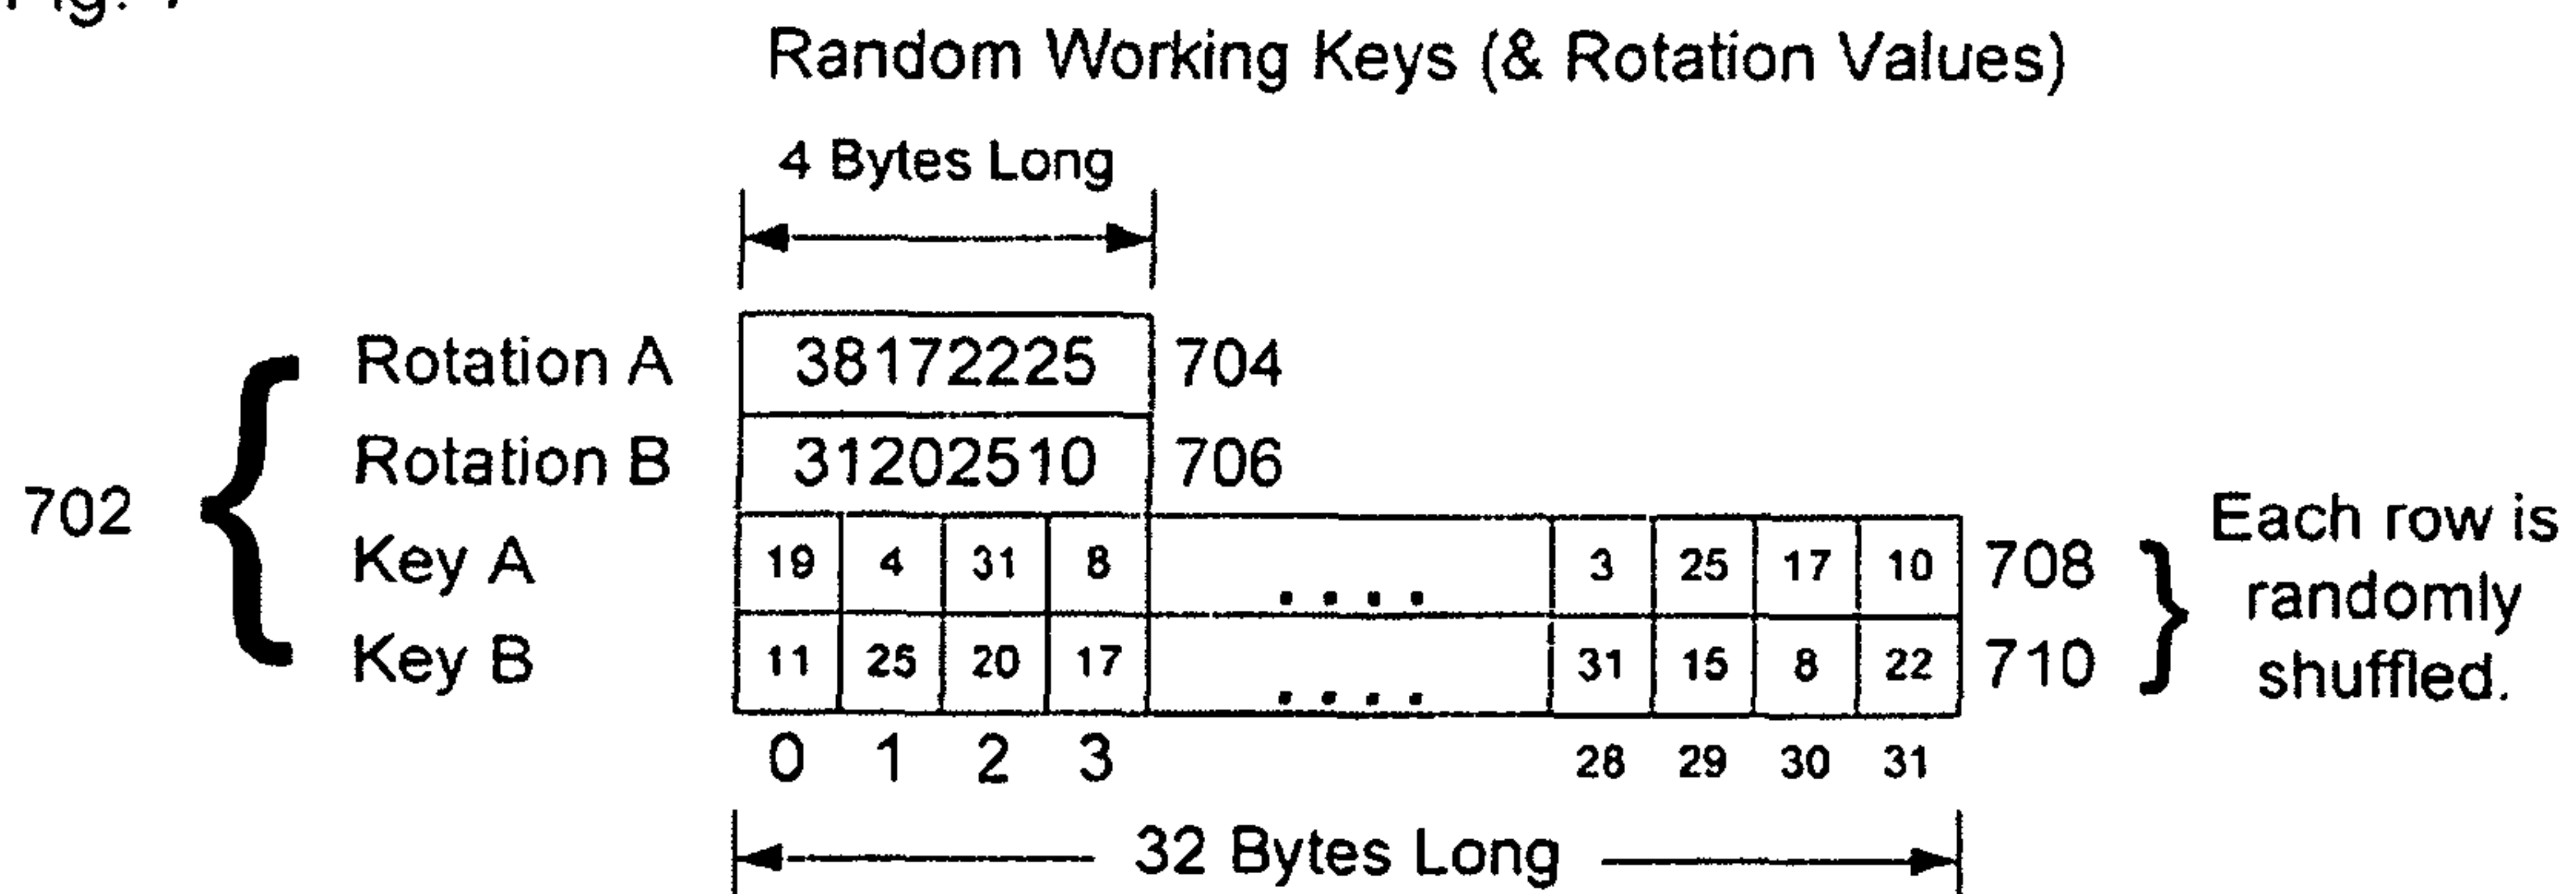 Random Working Keys (& Rotation Values)
4 Bytes Long
Rotation A 38172225 704
Rotation B 31202510 706
702
Key A 19 4 31 8 .... 3 25 17 10 708
Key B 11 25 20 17 .... 31 15 8 22 710
Each row is
randomly
shuffled.
0 1 2 3 28 29 30 31
32 Bytes Long